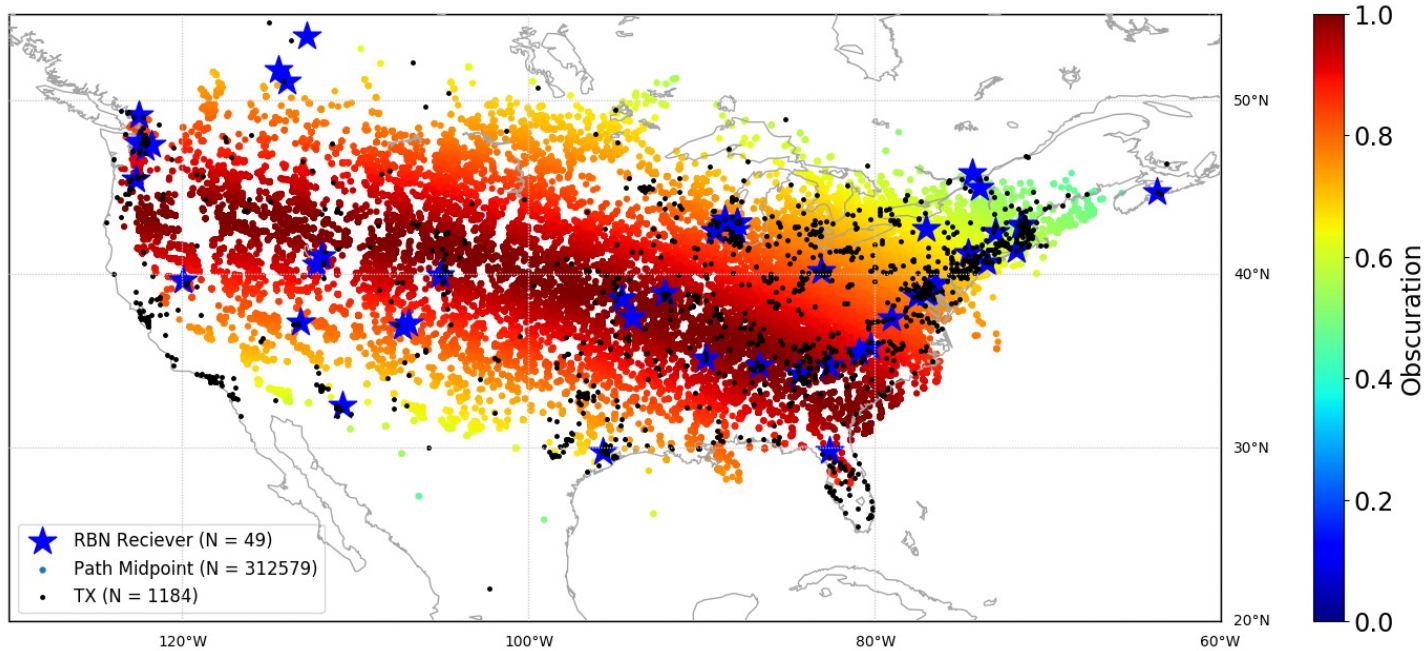 50°N
40°N
30°N
20°N
120°W
100°W
80°W
60°W
RBN Reciever (N = 49)
Path Midpoint (N = 312579)
TX (N = 1184)
1.0
0.8
0.6
0.4
0.2
0.0
Obscuration